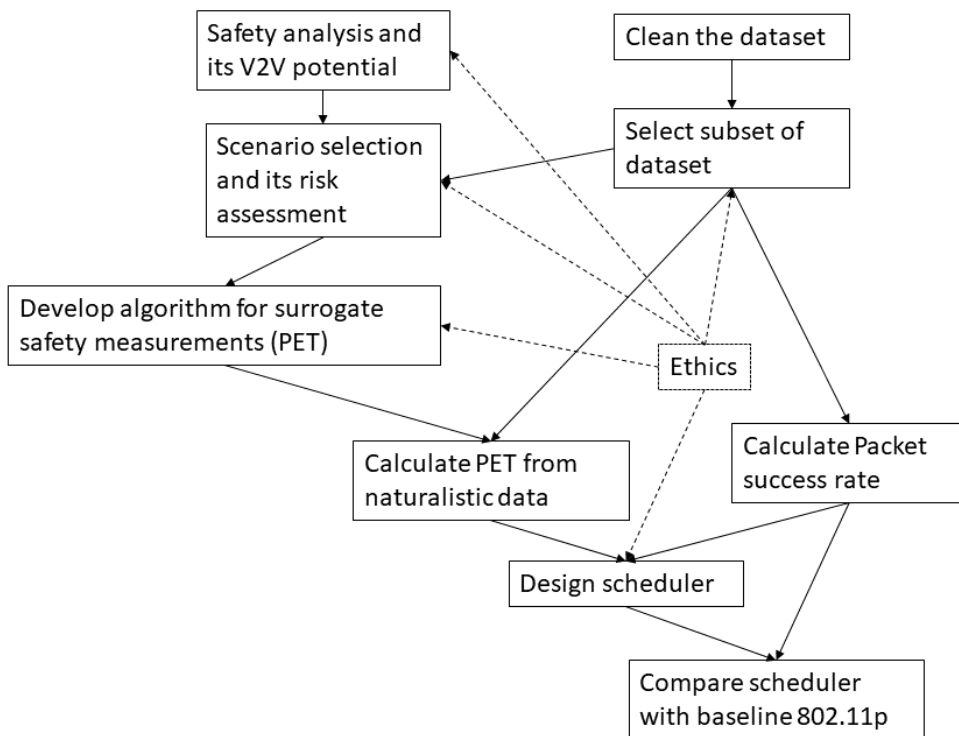 Safety analysis and
its V2V potential
Clean the dataset
Scenario selection
and its risk
assessment
Select subset of
dataset
Develop algorithm for surrogate
safety measurements (PET)
Ethics
Calculate PET from
naturalistic data
Calculate Packet
success rate
Design scheduler
Compare scheduler
with baseline 802.11p